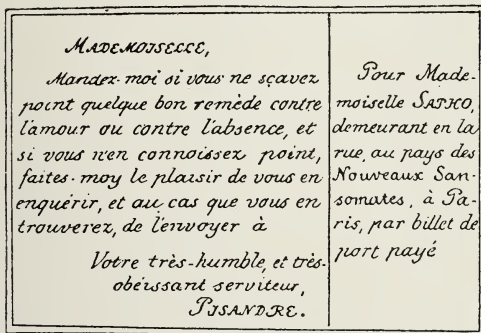 MADEMOISELLE,
Mandez-moi si vous ne sçavez
point quelque bon remède contre
l'amour ou contre l'absence, et
si vous n'en connoissez point,
faites-moy le plaisir de vous en
enquérir, et au cas que vous en
trouverez, de l'envoyer à
Votre très-humble, et très-
obéissant serviteur,
PISANDRE.
Pour Made-
moiselle SAPHO,
demeurant en la
rue, au pays des
Nouveaux San-
somates, à Pa-
ris, par billet de
port payé